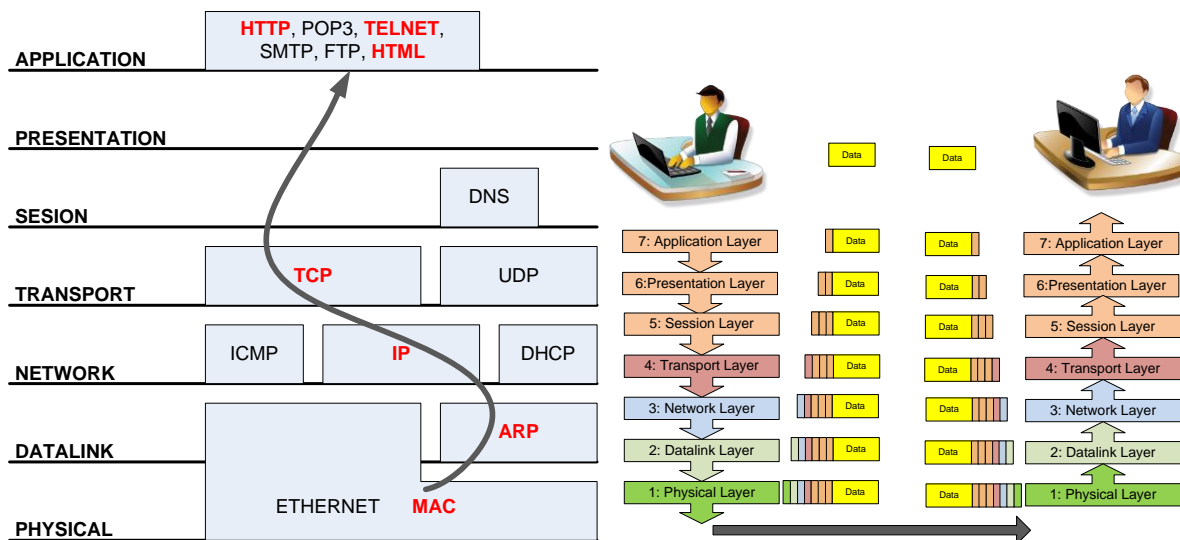 HTTP, POP3, TELNET,
SMTP, FTP, HTML
APPLICATION
PRESENTATION
DNS
SESION
TCP
UDP
TRANSPORT
ICMP
IP
DHCP
NETWORK
ARP
DATALINK
ETHERNET
MAC
PHYSICAL
Data
Data
7: Application Layer
Data
Data
7: Application Layer
6:Presentation Layer
Data
Data
6:Presentation Layer
5: Session Layer
Data
Data
5: Session Layer
4: Transport Layer
Data
Data
4: Transport Layer
3: Network Layer
Data
Data
3: Network Layer
2: Datalink Layer
Data
Data
2: Datalink Layer
1: Physical Layer
Data
Data
1: Physical Layer